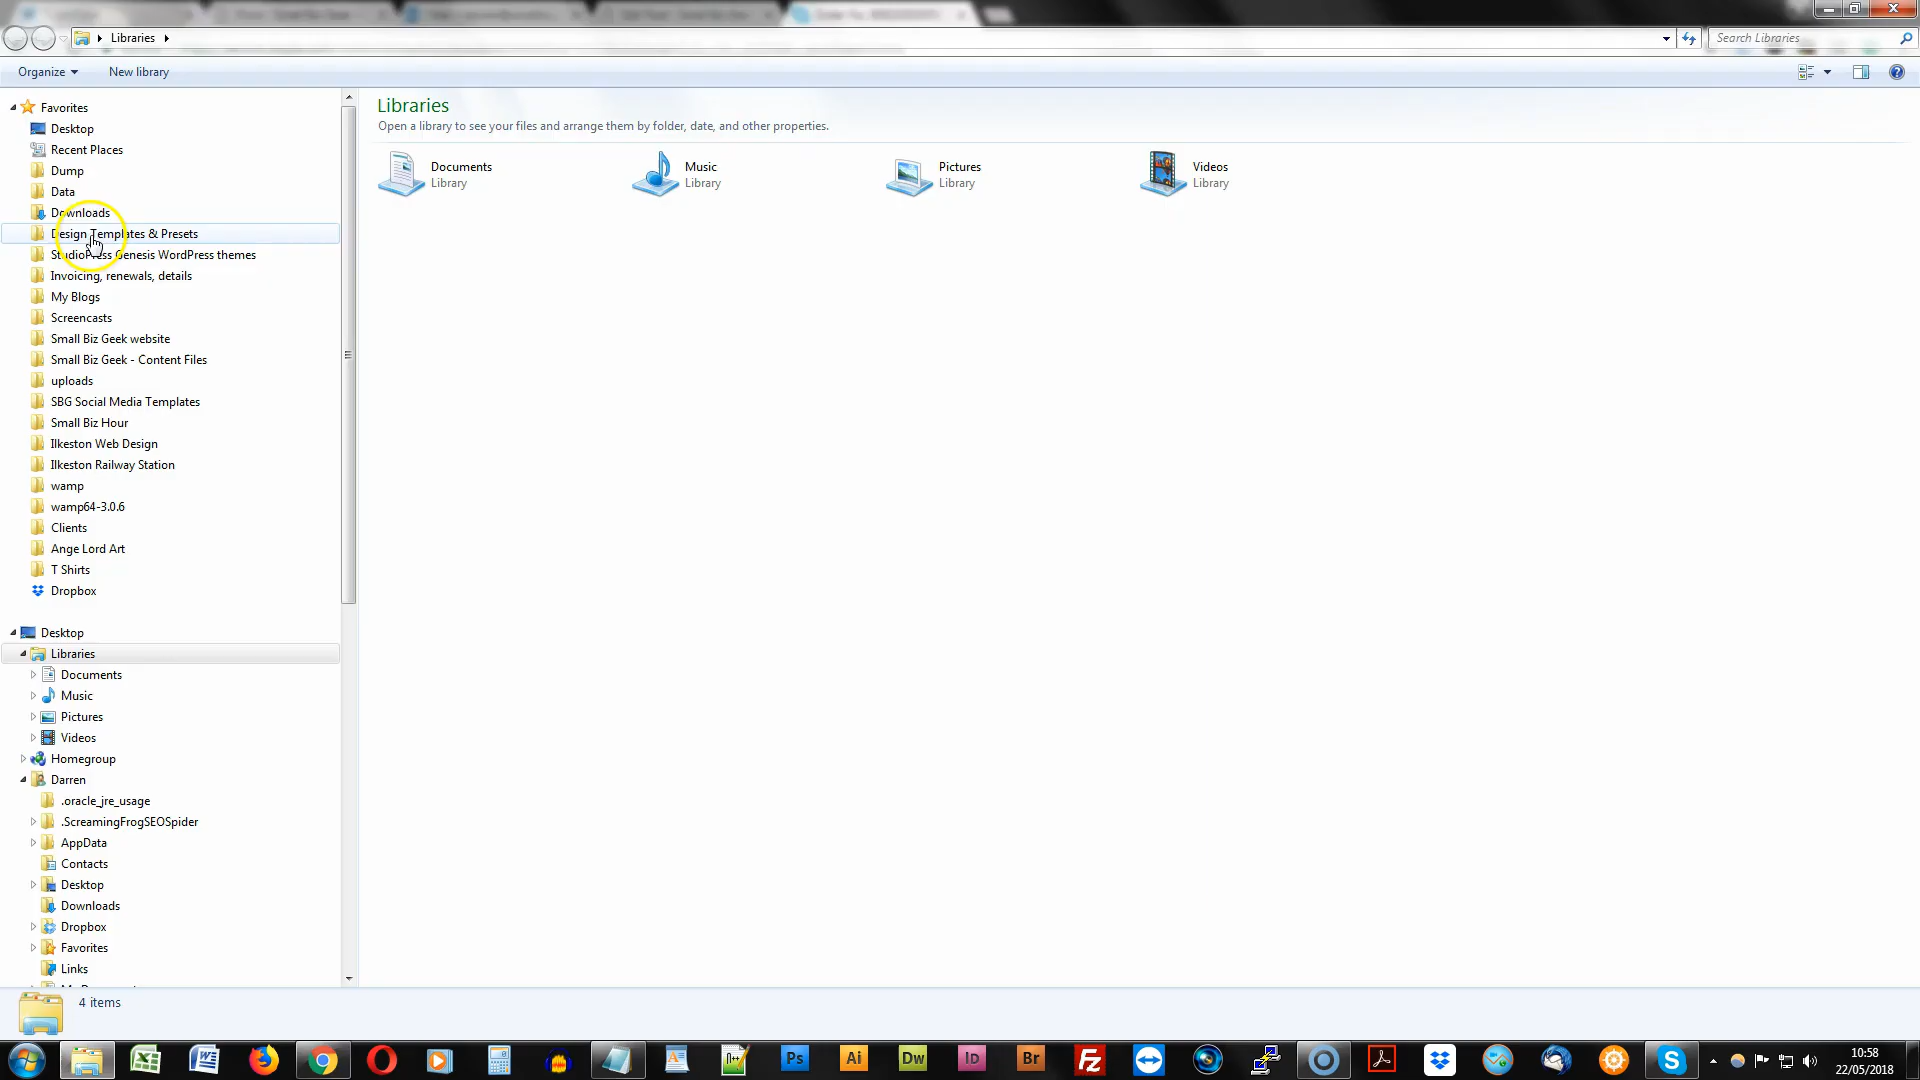 Libraries
Search Libraries
Organize
New library
Favorites
Desktop
Recent Places
Dump
Data
Downloads
Design Templates & Presets
StudioPress Genesis WordPress themes
Invoicing, renewals, details
My Blogs
Screencasts
Small Biz Geek website
Small Biz Geek - Content Files
uploads
SBG Social Media Templates
Small Biz Hour
Ilkeston Web Design
Ilkeston Railway Station
wamp
wamp64-3.0.6
Clients
Ange Lord Art
T Shirts
Dropbox
Desktop
Libraries
Documents
Music
Pictures
Videos
Homegroup
Darren
.oracle_jre_usage
.ScreamingFrogSEOSpider
AppData
Contacts
Desktop
Downloads
Dropbox
Favorites
Links
Libraries
Open a library to see your files and arrange them by folder, date, and other properties.
Documents
Library
Music
Library
Pictures
Library
Videos
Library
4 items
Ps
Ai
Dw
Id
Br
Fz
10:58
22/05/2018